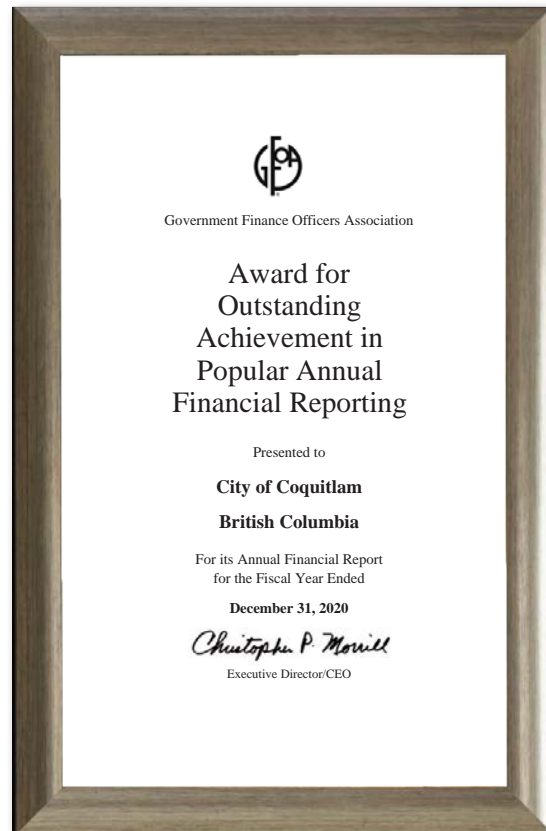 GFOA
Government Finance Officers Association
Award for
Outstanding
Achievement in
Popular Annual
Financial Reporting
Presented to
City of Coquitlam
British Columbia
For its Annual Financial Report
for the Fiscal Year Ended
December 31, 2020
Christopher P. Morrill
Executive Director/CEO